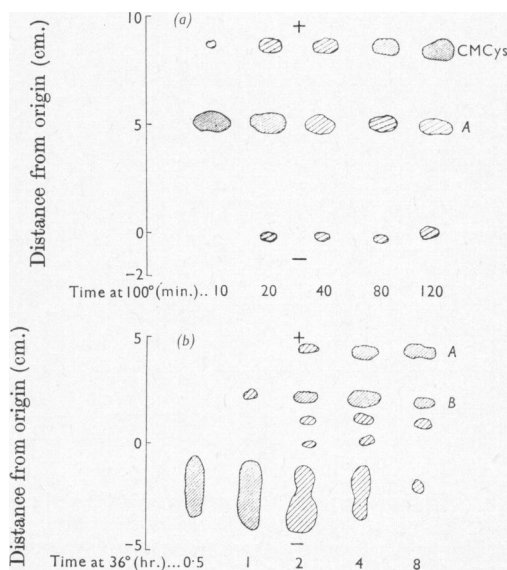 (a)
+
10
CMCys
Distance from origin (cm.)
5
A
0
−
−2
Time at 100° (min.).. 10 20 40 80 120
(b)
+
5
A
Distance from origin (cm.)
B
0
−
−5
Time at 36° (hr.)...0·5 1 2 4 8